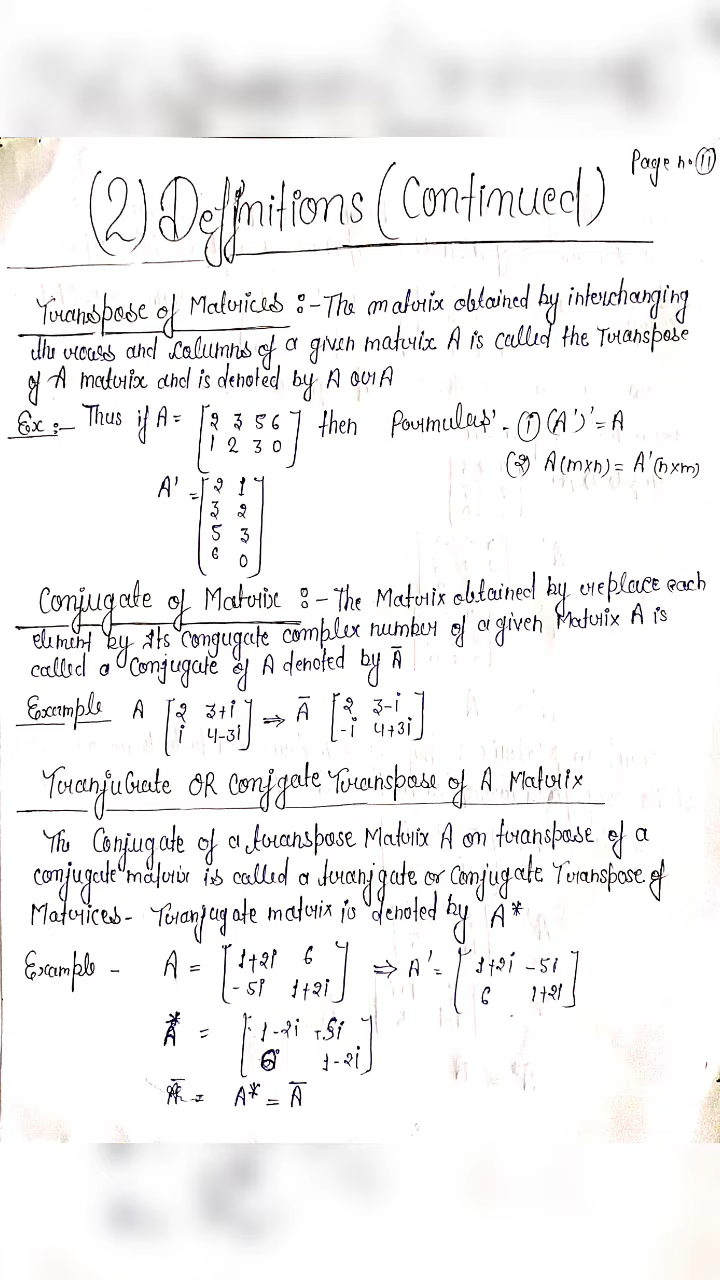 Page no. 11
(2) Definitions (Continued)
Transpose of Matrices :- The matrix obtained by interchanging
the rows and columns of a given matrix A is called the Transpose
of A matrix and is denoted by A or A
Ex :- Thus if A = [2 3 5 6 then Formulas' - ① (A')' = A
1 2 3 0] (2) A(m×n) = A'(n×m)
A' = [2 1
3 2
5 3
6 0]
Conjugate of Matrix :- The Matrix obtained by replace each
element by its congugate complex number of a given Matrix A is
called a Conjugate of A denoted by Ā
Example A [2 3+i ⇒ Ā [2 3-i
i 4-3i] -i 4+3i]
TranjuGate OR Conjgate Transpose of A Matrix
The Conjugate of a transpose Matrix A on transpose of a
conjugate matrix is called a tranjgate or Conjugate Transpose of
Matrices- Tranjugate matrix is denoted by A*
Example - A = [1+2i 6 ⇒ A' = [1+2i -5i
-5i 1+2i] 6 1+2i]
A* = [1-2i +5i
6 1-2i]
A* = Ā